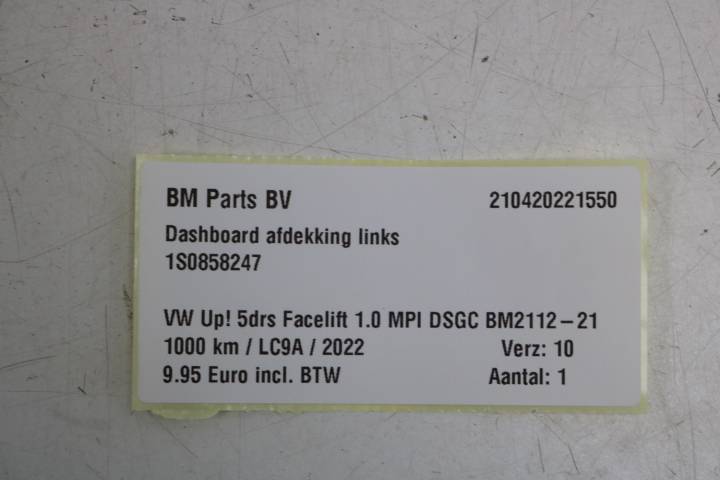 BM Parts BV 210420221550
Dashboard afdekking links
1S0858247
VW Up! 5drs Facelift 1.0 MPI DSGC BM2112-21
1000 km / LC9A / 2022 Verz: 10
9.95 Euro incl. BTW Aantal: 1